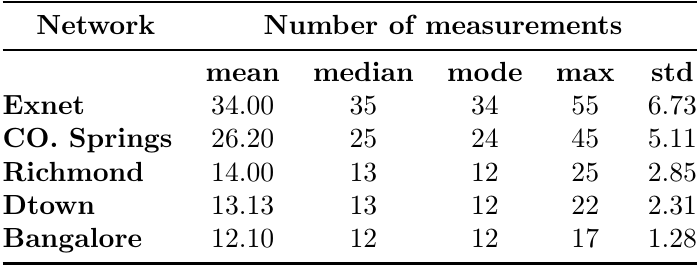 Network Number of measurements
mean median mode max std
Exnet 34.00 35 34 55 6.73
CO. Springs 26.20 25 24 45 5.11
Richmond 14.00 13 12 25 2.85
Dtown 13.13 13 12 22 2.31
Bangalore 12.10 12 12 17 1.28